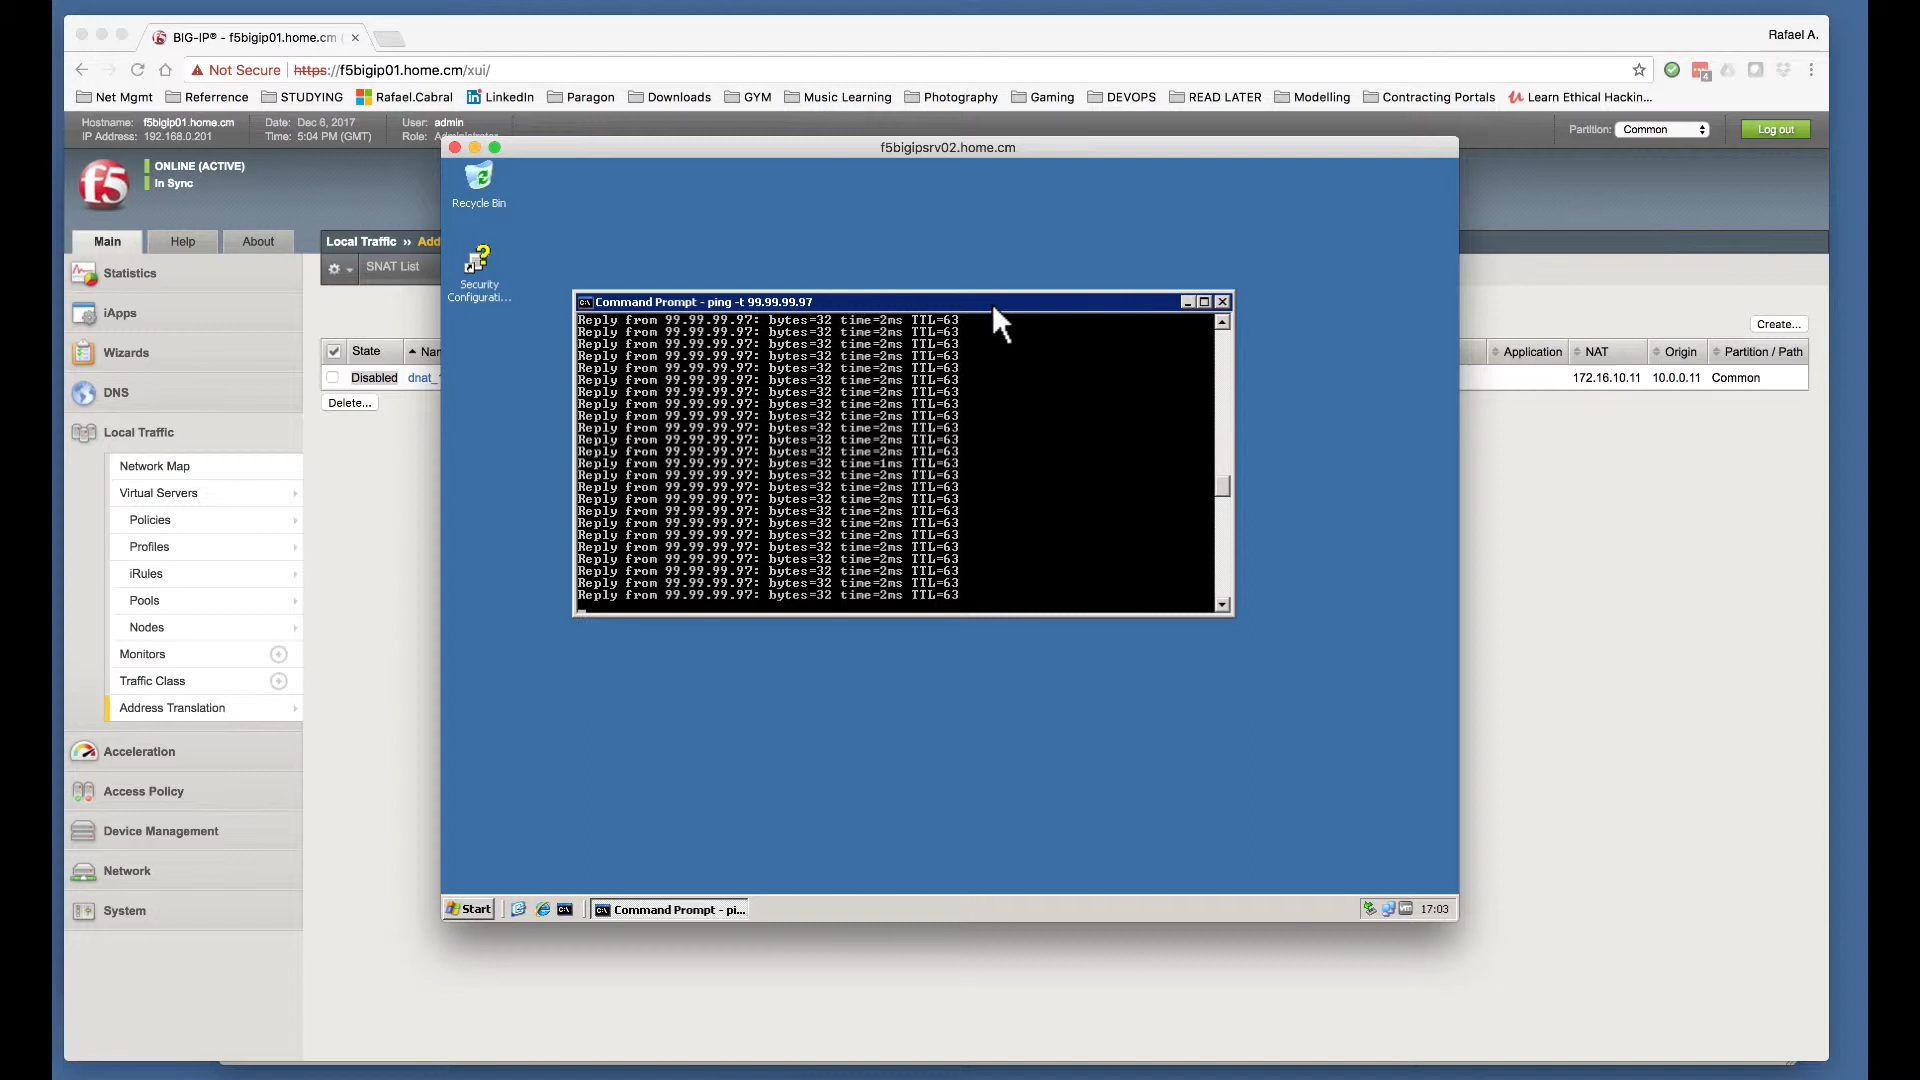 BIG-IP® - f5bigip01.home.cm (
Rafael A.
Not Secure
https://f5bigip01.home.cm/xui/
4
Net Mgmt
Referrence
STUDYING
Rafael.Cabral
LinkedIn
Paragon
Downloads
GYM
Music Learning
Photography
Gaming
DEVOPS
READ LATER
Modelling
Contracting Portals
Learn Ethical Hackin...
Hostname: f5bigip01.home.cm
IP Address: 192.168.0.201
Date: Dec 6, 2017
Time: 5:04 PM (GMT)
User: admin
Role: Administrator
Partition: Common
Log out
f5
ONLINE (ACTIVE)
In Sync
Main
Help
About
Statistics
iApps
Wizards
DNS
Local Traffic
Network Map
Virtual Servers
Policies
Profiles
iRules
Pools
Nodes
Monitors
Traffic Class
Address Translation
Acceleration
Access Policy
Device Management
Network
System
Local Traffic ›› Add
SNAT List
Create...
State
Nan
Application
NAT
Origin
Partition / Path
Disabled
dnat_
172.16.10.11
10.0.0.11
Common
Delete...
f5bigipsrv02.home.cm
Recycle Bin
Security
Configurati...
Command Prompt - ping -t 99.99.99.97
Reply from 99.99.99.97: bytes=32 time=2ms TTL=63
Reply from 99.99.99.97: bytes=32 time=2ms TTL=63
Reply from 99.99.99.97: bytes=32 time=2ms TTL=63
Reply from 99.99.99.97: bytes=32 time=2ms TTL=63
Reply from 99.99.99.97: bytes=32 time=2ms TTL=63
Reply from 99.99.99.97: bytes=32 time=2ms TTL=63
Reply from 99.99.99.97: bytes=32 time=2ms TTL=63
Reply from 99.99.99.97: bytes=32 time=2ms TTL=63
Reply from 99.99.99.97: bytes=32 time=2ms TTL=63
Reply from 99.99.99.97: bytes=32 time=2ms TTL=63
Reply from 99.99.99.97: bytes=32 time=2ms TTL=63
Reply from 99.99.99.97: bytes=32 time=2ms TTL=63
Reply from 99.99.99.97: bytes=32 time=1ms TTL=63
Reply from 99.99.99.97: bytes=32 time=2ms TTL=63
Reply from 99.99.99.97: bytes=32 time=2ms TTL=63
Reply from 99.99.99.97: bytes=32 time=2ms TTL=63
Reply from 99.99.99.97: bytes=32 time=2ms TTL=63
Reply from 99.99.99.97: bytes=32 time=2ms TTL=63
Reply from 99.99.99.97: bytes=32 time=2ms TTL=63
Reply from 99.99.99.97: bytes=32 time=2ms TTL=63
Reply from 99.99.99.97: bytes=32 time=2ms TTL=63
Reply from 99.99.99.97: bytes=32 time=2ms TTL=63
Reply from 99.99.99.97: bytes=32 time=2ms TTL=63
Reply from 99.99.99.97: bytes=32 time=2ms TTL=63
Start
Command Prompt - pi...
17:03